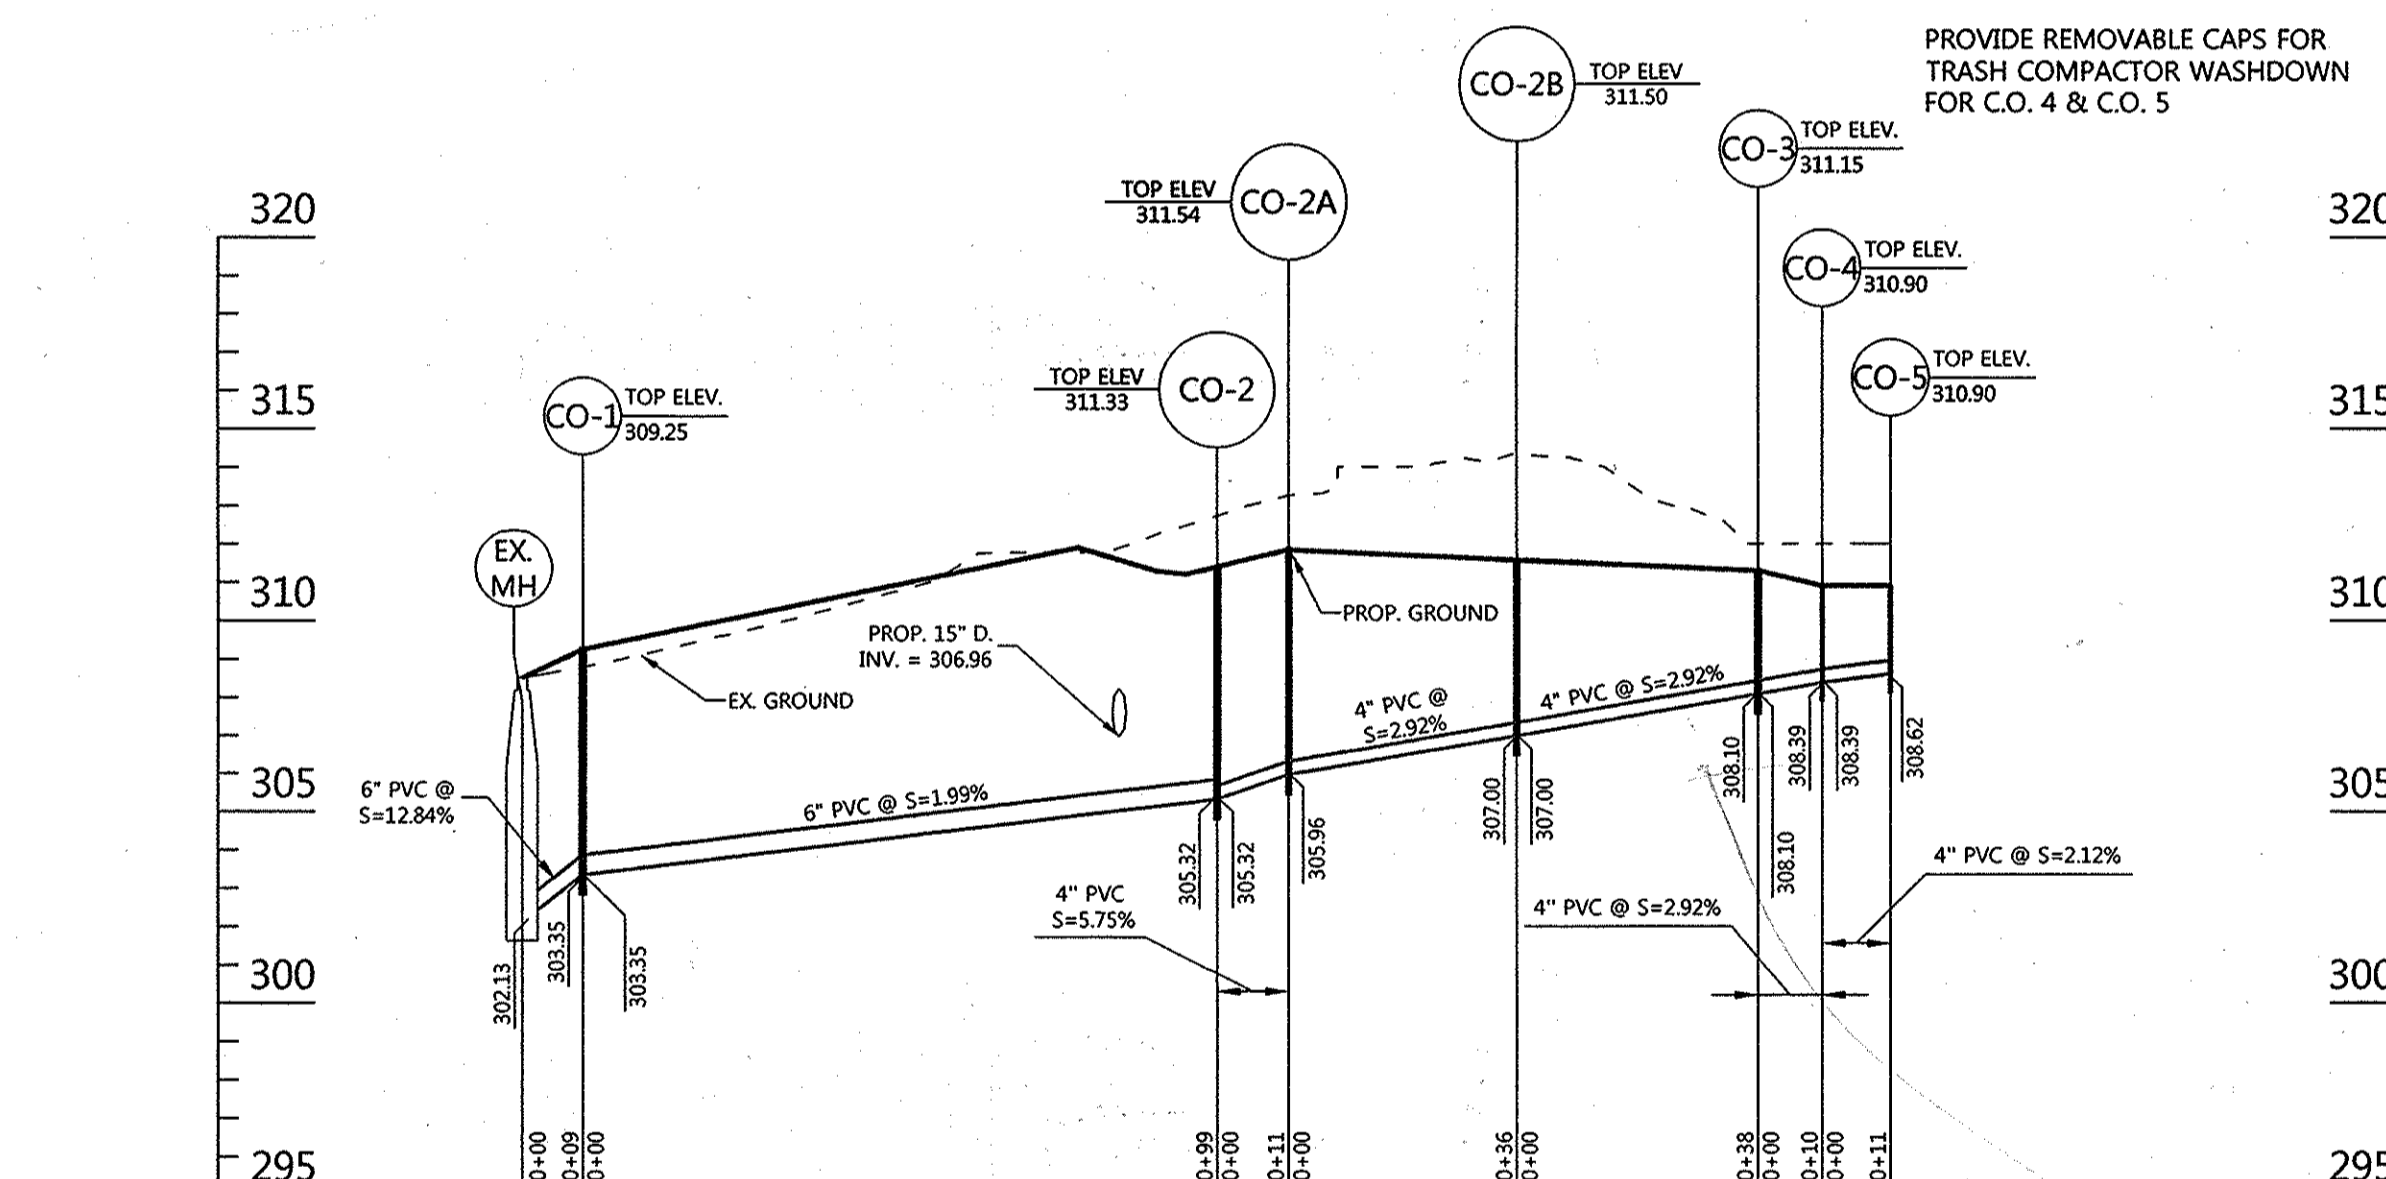 PROVIDE REMOVABLE CAPS FOR
TRASH COMPACTOR WASHDOWN
FOR C.O. 4 & C.O. 5
CO-2B
TOP ELEV
311.50
CO-3
TOP ELEV.
311.15
TOP ELEV
311.54
CO-2A
CO-4
TOP ELEV.
310.90
TOP ELEV
311.33
CO-2
CO-5
TOP ELEV.
310.90
CO-1
TOP ELEV.
309.25
EX.
MH
320
315
310
305
300
295
320
315
310
305
300
295
PROP. 15" D.
INV. = 306.96
PROP. GROUND
EX. GROUND
6" PVC @
S=12.84%
6" PVC @ S=1.99%
4" PVC @
S=2.92%
4" PVC @ S=2.92%
4" PVC
S=5.75%
4" PVC @ S=2.92%
4" PVC @ S=2.12%
302.13
303.35
303.35
305.32
305.32
305.96
307.00
307.00
308.10
308.10
308.39
308.39
308.62
0+00
0+09
0+00
0+99
0+00
0+11
0+00
0+36
0+00
0+38
0+00
0+10
0+00
0+11